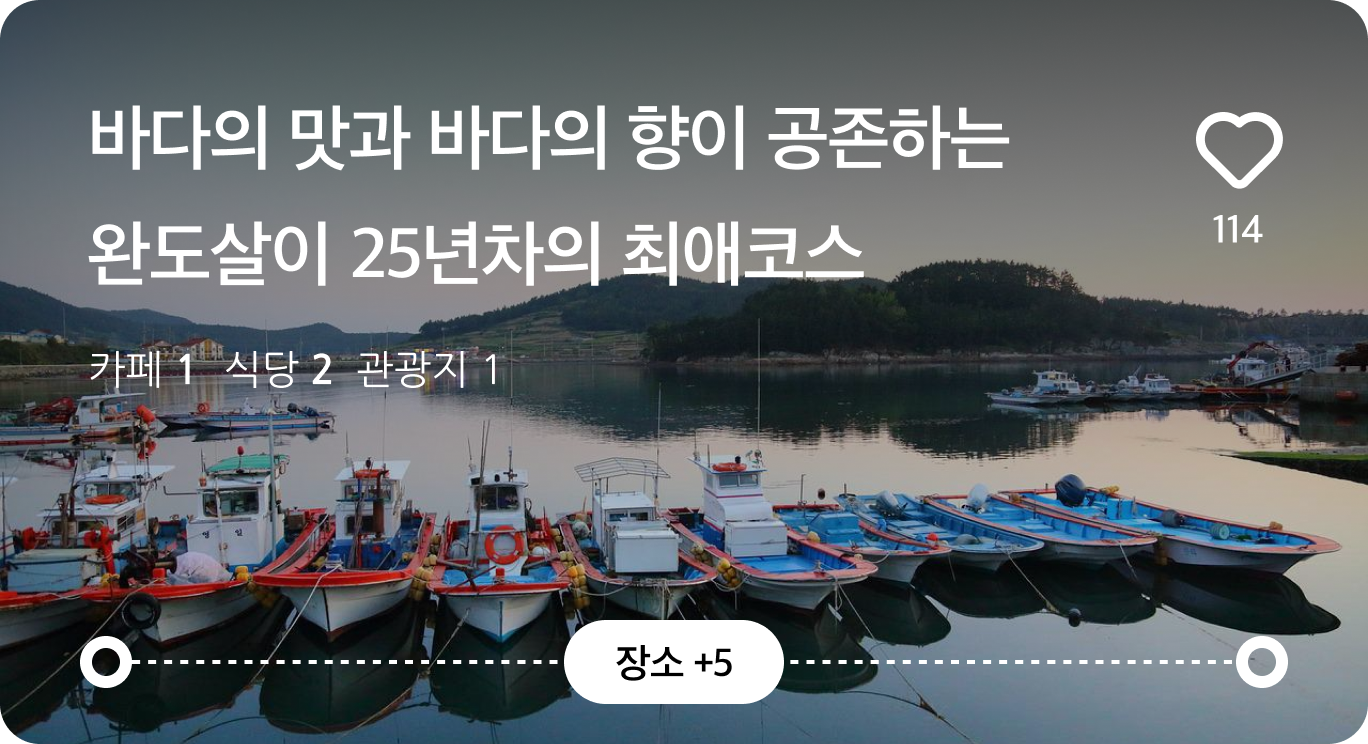 바다의 맛과 바다의 향이 공존하는
114
완도살이 25년차의 최애코스
카페 1 식당 2 관광지 1
장소 +5